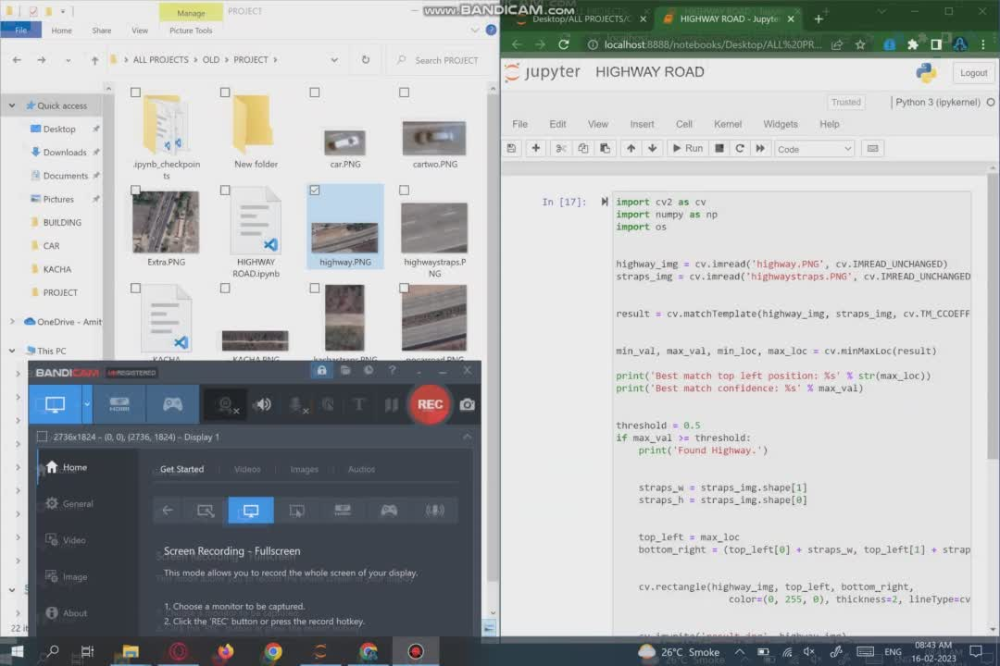 www.BANDICAM.com
Manage
PROJECT
File
Home
Share
View
Picture Tools
ALL PROJECTS
OLD
PROJECT
Search PROJECT
Quick access
Desktop
Downloads
Documents
Pictures
BUILDING
CAR
KACHA
PROJECT
OneDrive - Amit
This PC
.ipynb_checkpoin
ts
New folder
car.PNG
cartwo.PNG
Extra.PNG
HIGHWAY
ROAD.ipynb
highway.PNG
highwaystraps.P
NG
KACHA
KACHA.PNG
22 it
BANDICAM
UNREGISTERED
HDMI
REC
2736x1824 – (0, 0), (2736, 1824) – Display 1
Home
General
Video
Image
About
Get Started
Videos
Images
Audios
Screen Recording - Fullscreen
This mode allows you to record the whole screen of your display.
1. Choose a monitor to be captured.
2. Click the 'REC' button or press the record hotkey.
Desktop/ALL PROJECTS/
HIGHWAY ROAD - Jupyter
localhost:8888/notebooks/Desktop/ALL%20PR...
jupyter
HIGHWAY ROAD
Logout
Trusted
Python 3 (ipykernel)
File
Edit
View
Insert
Cell
Kernel
Widgets
Help
Run
Code
In [17]:
import cv2 as cv
import numpy as np
import os
highway_img = cv.imread('highway.PNG', cv.IMREAD_UNCHANGED)
straps_img = cv.imread('highwaystraps.PNG', cv.IMREAD_UNCHANGED
result = cv.matchTemplate(highway_img, straps_img, cv.TM_CCOEFF
min_val, max_val, min_loc, max_loc = cv.minMaxLoc(result)
print('Best match top left position: %s' % str(max_loc))
print('Best match confidence: %s' % max_val)
threshold = 0.5
if max_val >= threshold:
print('Found Highway.')
straps_w = straps_img.shape[1]
straps_h = straps_img.shape[0]
top_left = max_loc
bottom_right = (top_left[0] + straps_w, top_left[1] + strap
cv.rectangle(highway_img, top_left, bottom_right,
color=(0, 255, 0), thickness=2, lineType=cv
26°C Smoke
ENG
08:43 AM
16-02-2023